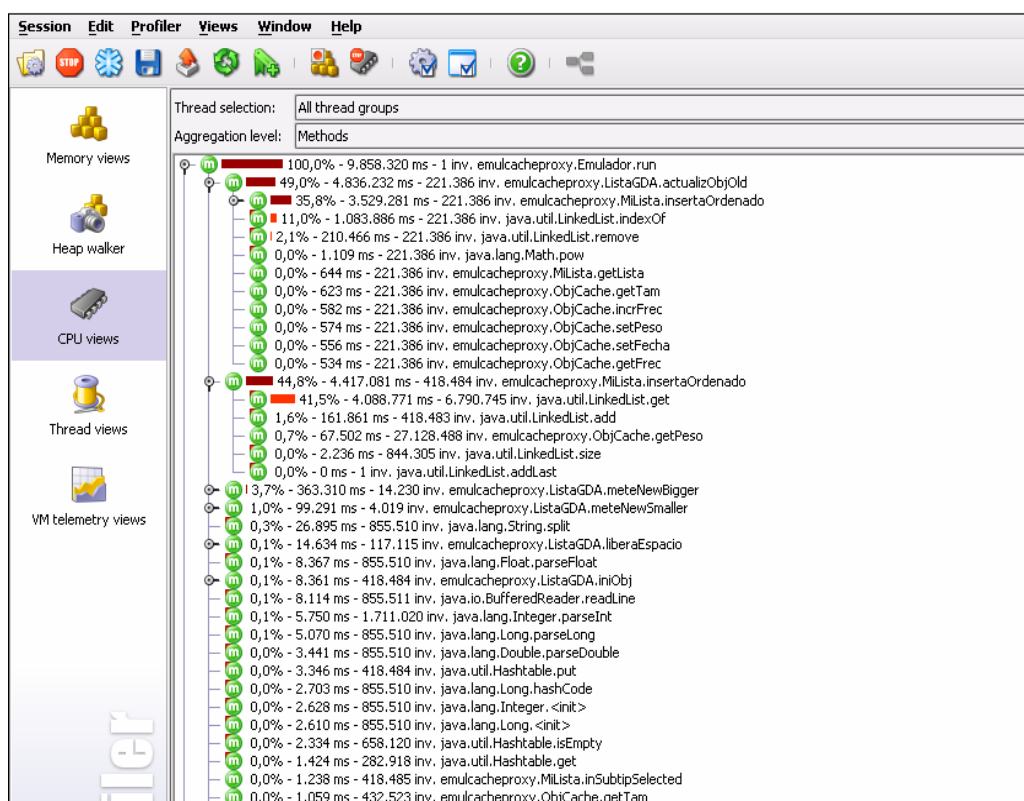 Session Edit Profiler Views Window Help
STOP
STOP
Memory views
Heap walker
CPU views
Thread views
VM telemetry views
Thread selection: All thread groups
Aggregation level: Methods
m 100,0% - 9.858.320 ms - 1 inv. emulcacheproxy.Emulador.run
m 49,0% - 4.836.232 ms - 221.386 inv. emulcacheproxy.ListaGDA.actualizObjOld
m 35,8% - 3.529.281 ms - 221.386 inv. emulcacheproxy.MiLista.insertaOrdenado
m 11,0% - 1.083.886 ms - 221.386 inv. java.util.LinkedList.indexOf
m 2,1% - 210.466 ms - 221.386 inv. java.util.LinkedList.remove
m 0,0% - 1.109 ms - 221.386 inv. java.lang.Math.pow
m 0,0% - 644 ms - 221.386 inv. emulcacheproxy.MiLista.getLista
m 0,0% - 623 ms - 221.386 inv. emulcacheproxy.ObjCache.getTam
m 0,0% - 582 ms - 221.386 inv. emulcacheproxy.ObjCache.incrFrec
m 0,0% - 574 ms - 221.386 inv. emulcacheproxy.ObjCache.setPeso
m 0,0% - 556 ms - 221.386 inv. emulcacheproxy.ObjCache.setFecha
m 0,0% - 534 ms - 221.386 inv. emulcacheproxy.ObjCache.getFrec
m 44,8% - 4.417.081 ms - 418.484 inv. emulcacheproxy.MiLista.insertaOrdenado
m 41,5% - 4.088.771 ms - 6.790.745 inv. java.util.LinkedList.get
m 1,6% - 161.861 ms - 418.483 inv. java.util.LinkedList.add
m 0,7% - 67.502 ms - 27.128.488 inv. emulcacheproxy.ObjCache.getPeso
m 0,0% - 2.236 ms - 844.305 inv. java.util.LinkedList.size
m 0,0% - 0 ms - 1 inv. java.util.LinkedList.addLast
m 3,7% - 363.310 ms - 14.230 inv. emulcacheproxy.ListaGDA.meteNewBigger
m 1,0% - 99.291 ms - 4.019 inv. emulcacheproxy.ListaGDA.meteNewSmaller
m 0,3% - 26.895 ms - 855.510 inv. java.lang.String.split
m 0,1% - 14.634 ms - 117.115 inv. emulcacheproxy.ListaGDA.liberaEspacio
m 0,1% - 8.367 ms - 855.510 inv. java.lang.Float.parseFloat
m 0,1% - 8.361 ms - 418.484 inv. emulcacheproxy.ListaGDA.iniObj
m 0,1% - 8.114 ms - 855.511 inv. java.io.BufferedReader.readLine
m 0,1% - 5.750 ms - 1.711.020 inv. java.lang.Integer.parseInt
m 0,1% - 5.070 ms - 855.510 inv. java.lang.Long.parseLong
m 0,0% - 3.441 ms - 855.510 inv. java.lang.Double.parseDouble
m 0,0% - 3.346 ms - 418.484 inv. java.util.Hashtable.put
m 0,0% - 2.703 ms - 855.510 inv. java.lang.Long.hashCode
m 0,0% - 2.628 ms - 855.510 inv. java.lang.Integer.<init>
m 0,0% - 2.610 ms - 855.510 inv. java.lang.Long.<init>
m 0,0% - 2.334 ms - 658.120 inv. java.util.Hashtable.isEmpty
m 0,0% - 1.424 ms - 282.918 inv. java.util.Hashtable.get
m 0,0% - 1.238 ms - 418.485 inv. emulcacheproxy.MiLista.inSubtipSelected
m 0,0% - 1.059 ms - 432.523 inv. emulcacheproxy.ObjCache.getTam